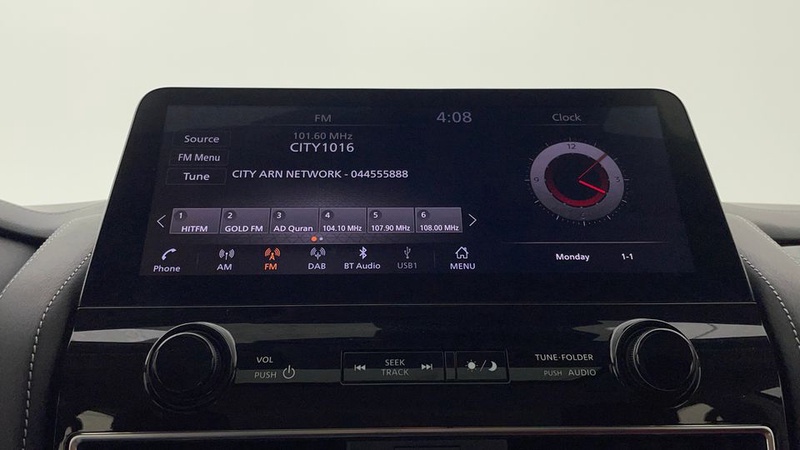 FM
4:08
Clock
Source
101.60 MHz
CITY1016
FM Menu
Tune
CITY ARN NETWORK - 044555888
12
1 HITFM
2 GOLD FM
3 AD Quran
4 104.10 MHz
5 107.90 MHz
6 108.00 MHz
Phone
AM
FM
DAB
BT Audio
USB1
MENU
Monday 1-1
VOL
PUSH
SEEK
TRACK
TUNE·FOLDER
PUSH AUDIO